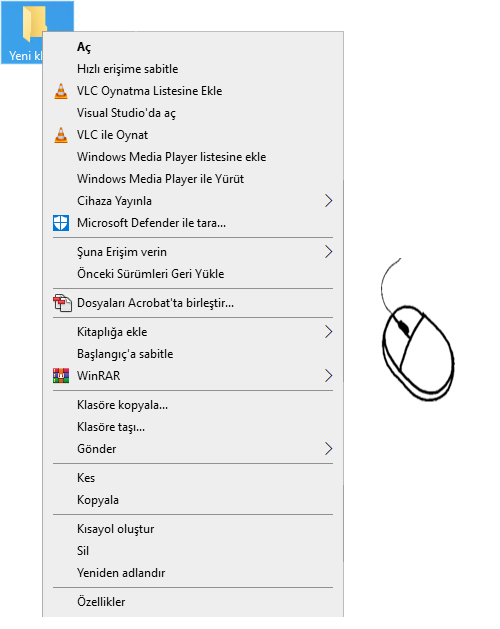 Yeni
Aç
Hızlı erişime sabitle
VLC Oynatma Listesine Ekle
Visual Studio'da aç
VLC ile Oynat
Windows Media Player listesine ekle
Windows Media Player ile Yürüt
Cihaza Yayınla
Microsoft Defender ile tara...
Şuna Erişim verin
Önceki Sürümleri Geri Yükle
Dosyaları Acrobat'ta birleştir...
Kitaplığa ekle
Başlangıç'a sabitle
WinRAR
Klasöre kopyala...
Klasöre taşı...
Gönder
Kes
Kopyala
Kısayol oluştur
Sil
Yeniden adlandır
Özellikler